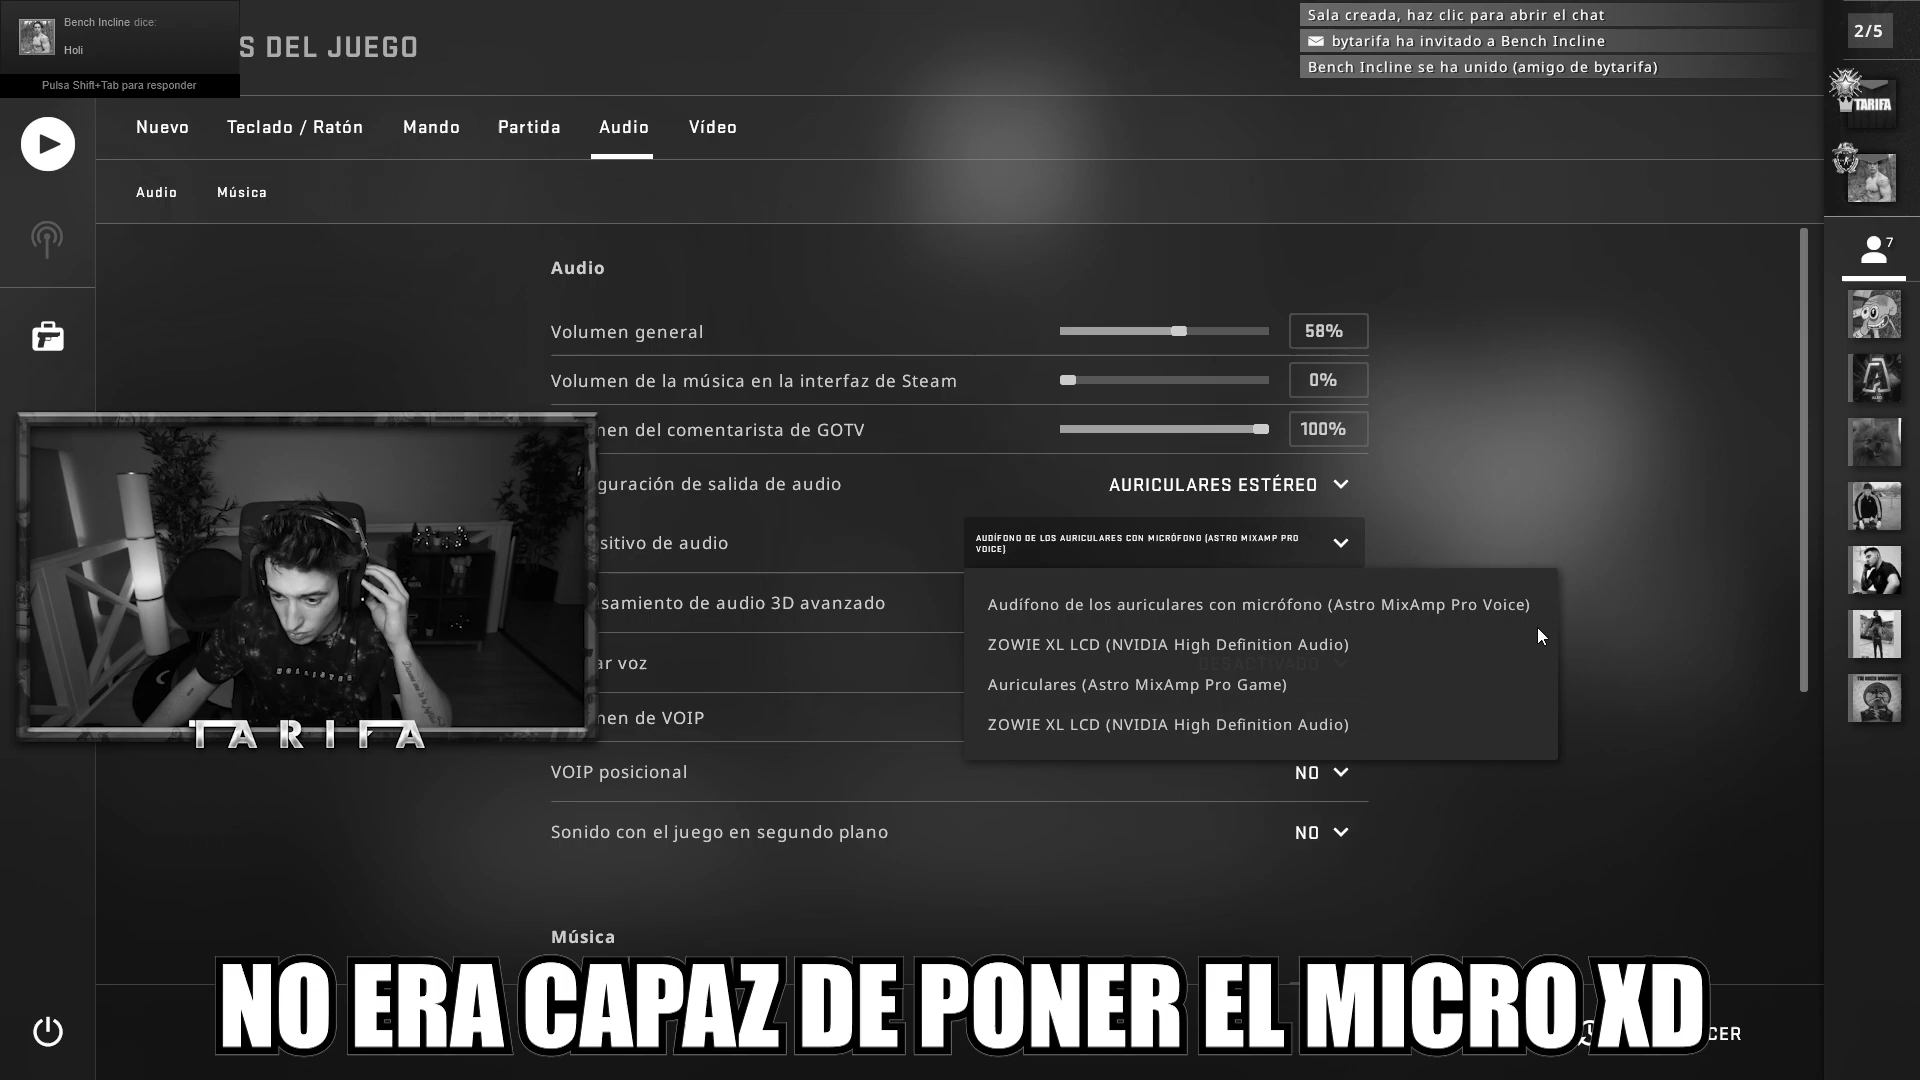 Bench Incline dice:
Holi
Pulsa Shift+Tab para responder
S DEL JUEGO
Sala creada, haz clic para abrir el chat
bytarifa ha invitado a Bench Incline
Bench Incline se ha unido (amigo de bytarifa)
2/5
TARIFA
7
Nuevo Teclado / Ratón Mando Partida Audio Vídeo
Audio Música
Audio
Volumen general 58%
Volumen de la música en la interfaz de Steam 0%
men del comentarista de GOTV 100%
guración de salida de audio AURICULARES ESTÉREO
sitivo de audio
AUDÍFONO DE LOS AURICULARES CON MICRÓFONO (ASTRO MIXAMP PRO
VOICE)
samiento de audio 3D avanzado
Audífono de los auriculares con micrófono (Astro MixAmp Pro Voice)
ZOWIE XL LCD (NVIDIA High Definition Audio)
ar voz
DESACTIVADO
Auriculares (Astro MixAmp Pro Game)
men de VOIP
ZOWIE XL LCD (NVIDIA High Definition Audio)
VOIP posicional NO
Sonido con el juego en segundo plano NO
HOLLISTER
TARIFA
Música
NO ERA CAPAZ DE PONER EL MICRO XD
CER